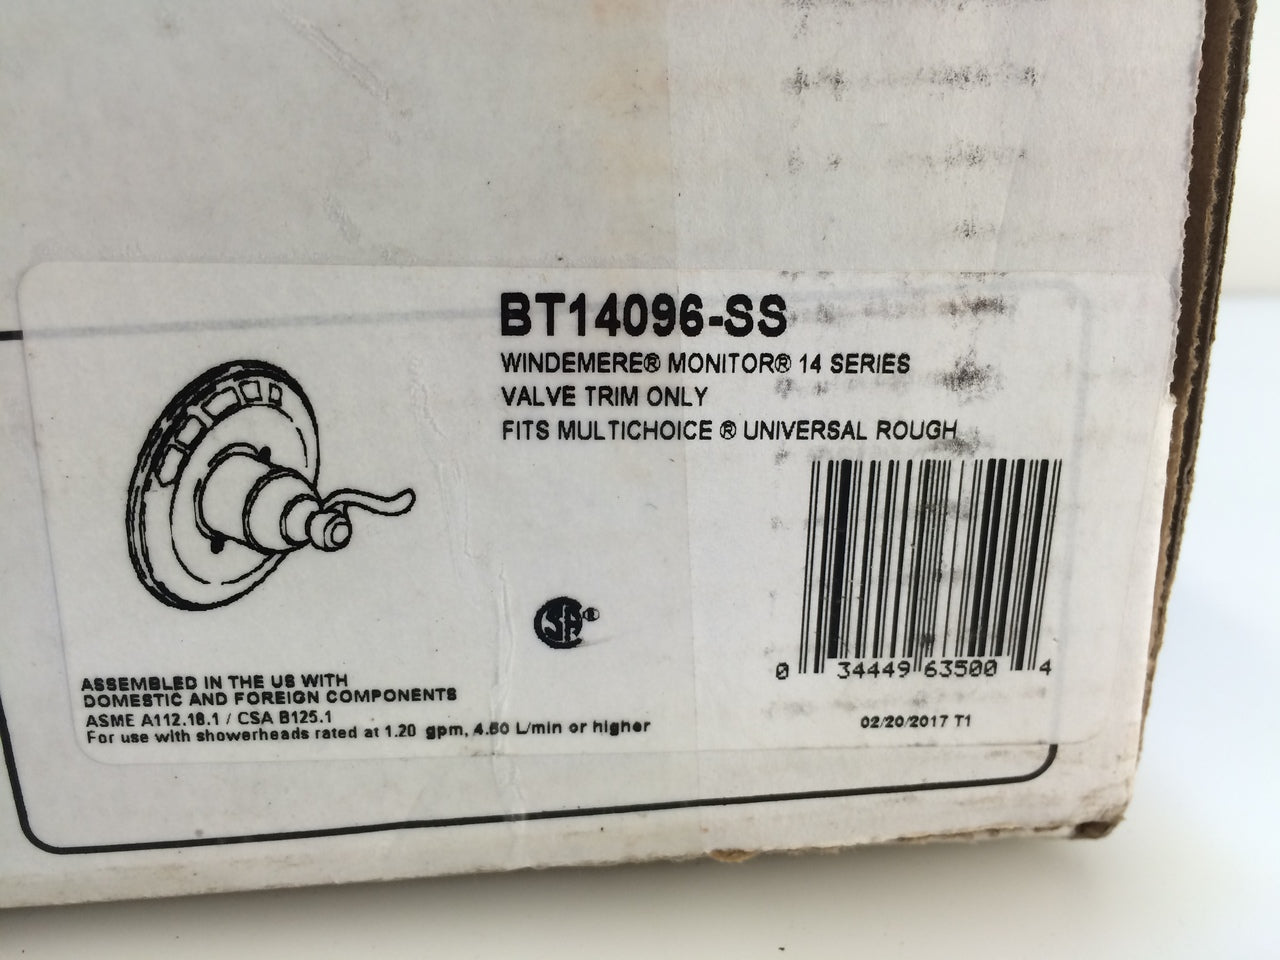 BT14096-SS
WINDEMERE® MONITOR® 14 SERIES
VALVE TRIM ONLY
FITS MULTICHOICE ® UNIVERSAL ROUGH
0 34449 63500 4
02/20/2017 T1
ASSEMBLED IN THE US WITH
DOMESTIC AND FOREIGN COMPONENTS
ASME A112.18.1 / CSA B125.1
For use with showerheads rated at 1.20 gpm, 4.50 L/min or higher